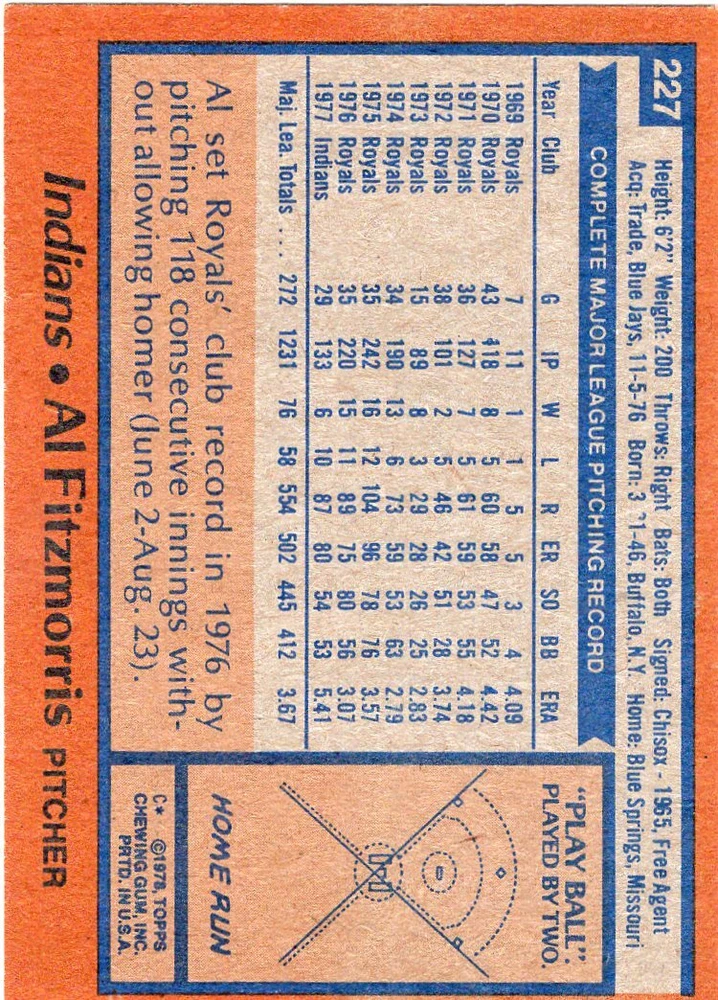 227
Height: 6'2" Weight: 200 Throws: Right Bats: Both Signed: Chisox - 1965, Free Agent
Acq: Trade, Blue Jays, 11-5-76 Born: 3 21-46, Buffalo, N.Y. Home: Blue Springs, Missouri
COMPLETE MAJOR LEAGUE PITCHING RECORD
Year Club G IP W L R ER SO BB ERA
1969 Royals 7 11 1 1 5 5 3 4 4.09
1970 Royals 43 118 8 5 60 58 47 52 4.42
1971 Royals 36 127 7 5 61 59 53 55 4.18
1972 Royals 38 101 2 5 46 42 51 28 3.74
1973 Royals 15 89 8 3 29 28 26 25 2.83
1974 Royals 34 190 13 6 73 59 53 63 2.79
1975 Royals 35 242 16 12 104 96 78 76 3.57
1976 Royals 35 220 15 11 89 75 80 56 3.07
1977 Indians 29 133 6 10 87 80 54 53 5.41
Maj. Lea. Totals ... 272 1231 76 58 554 502 445 412 3.67
Al set Royals' club record in 1976 by
pitching 118 consecutive innings with-
out allowing homer (June 2-Aug. 23).
"PLAY BALL":
PLAYED BY TWO.
HOME RUN
C* ©1978, TOPPS
CHEWING GUM, INC.
PRTD. IN U.S.A.
Indians • Al Fitzmorris PITCHER